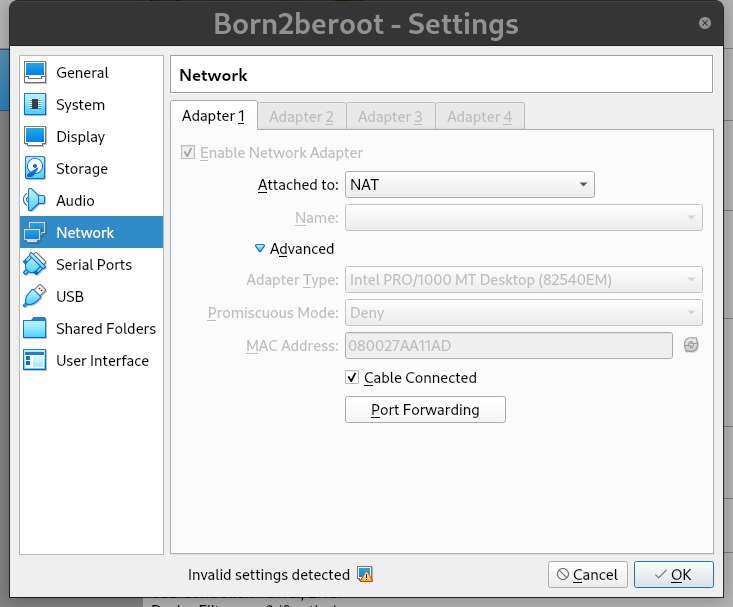 Born2beroot - Settings
General
System
Display
Storage
Audio
Network
Serial Ports
USB
Shared Folders
User Interface
Network
Adapter 1 Adapter 2 Adapter 3 Adapter 4
Enable Network Adapter
Attached to: NAT
Name:
Advanced
Adapter Type: Intel PRO/1000 MT Desktop (82540EM)
Promiscuous Mode: Deny
MAC Address: 080027AA11AD
Cable Connected
Port Forwarding
Invalid settings detected
Cancel OK